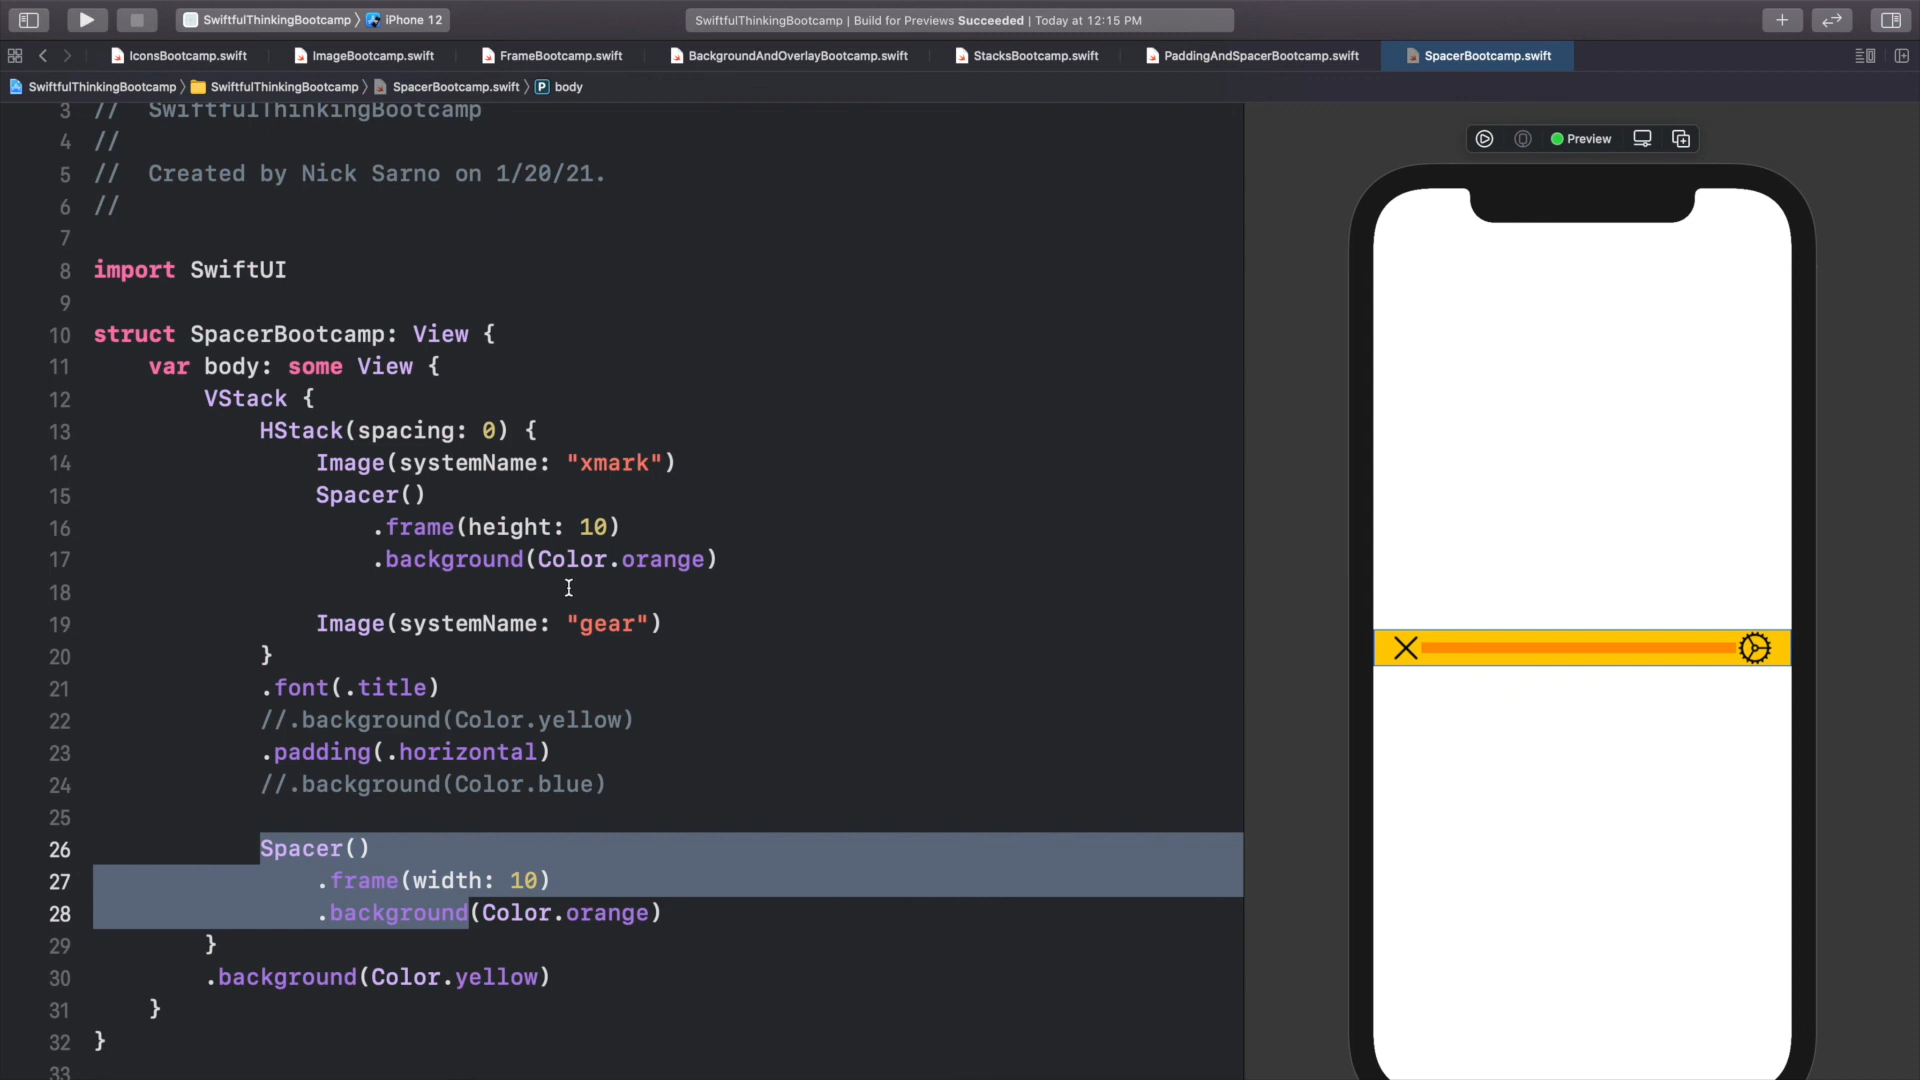 SwiftfulThinkingBootcamp 〉 iPhone 12
SwiftfulThinkingBootcamp | Build for Previews Succeeded | Today at 12:15 PM
IconsBootcamp.swift
ImageBootcamp.swift
FrameBootcamp.swift
BackgroundAndOverlayBootcamp.swift
StacksBootcamp.swift
PaddingAndSpacerBootcamp.swift
SpacerBootcamp.swift
SwiftfulThinkingBootcamp 〉 SwiftfulThinkingBootcamp 〉 SpacerBootcamp.swift 〉 P body
3 //  SwiftfulThinkingBootcamp
4 //
5 //  Created by Nick Sarno on 1/20/21.
6 //
7
8 import SwiftUI
9
10 struct SpacerBootcamp: View {
11     var body: some View {
12         VStack {
13             HStack(spacing: 0) {
14                 Image(systemName: "xmark")
15                 Spacer()
16                     .frame(height: 10)
17                     .background(Color.orange)
18
19                 Image(systemName: "gear")
20             }
21             .font(.title)
22             //.background(Color.yellow)
23             .padding(.horizontal)
24             //.background(Color.blue)
25
26             Spacer()
27                 .frame(width: 10)
28                 .background(Color.orange)
29         }
30         .background(Color.yellow)
31     }
32 }
33
Preview